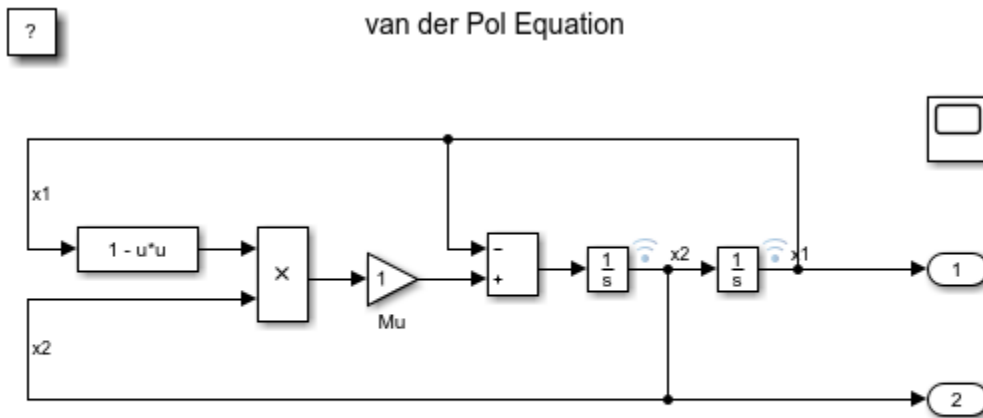 ?
van der Pol Equation
x1
1 - u*u
×
1
Mu
−
+
1
s
x2
1
s
x1
1
x2
2